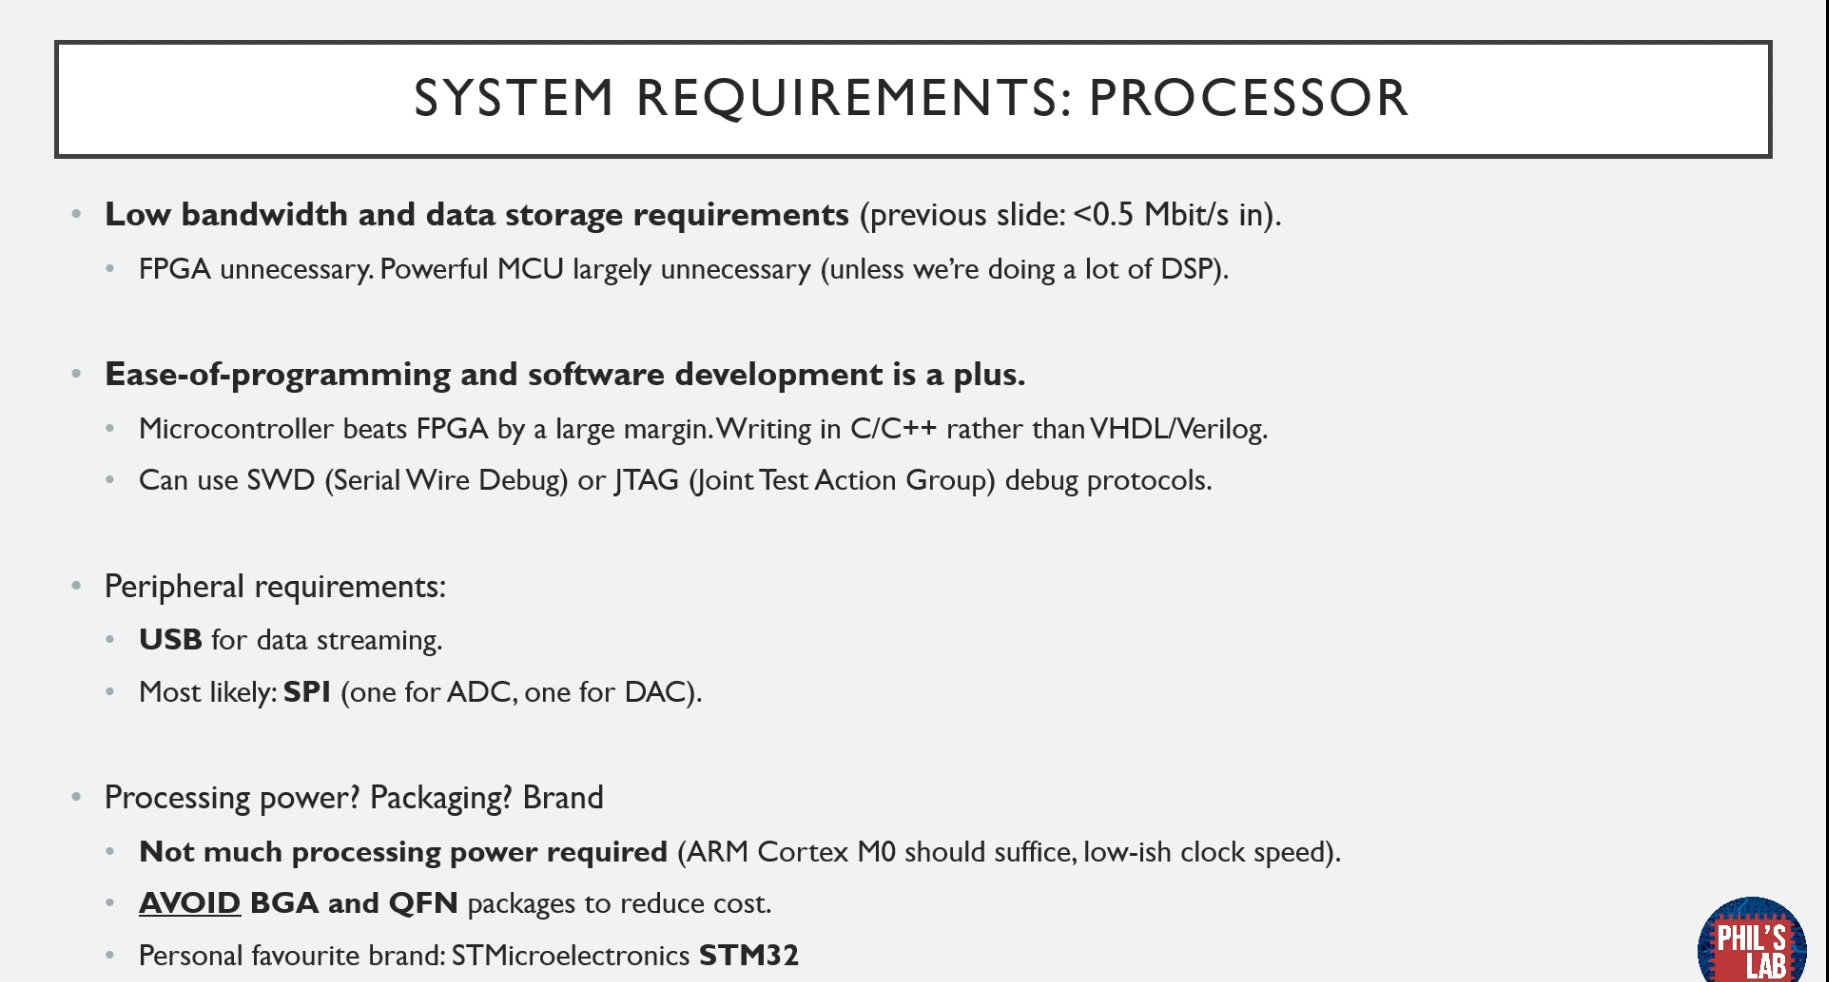 SYSTEM REQUIREMENTS: PROCESSOR
Low bandwidth and data storage requirements (previous slide: <0.5 Mbit/s in).
FPGA unnecessary. Powerful MCU largely unnecessary (unless we’re doing a lot of DSP).
Ease-of-programming and software development is a plus.
Microcontroller beats FPGA by a large margin. Writing in C/C++ rather than VHDL/Verilog.
Can use SWD (Serial Wire Debug) or JTAG (Joint Test Action Group) debug protocols.
Peripheral requirements:
USB for data streaming.
Most likely: SPI (one for ADC, one for DAC).
Processing power? Packaging? Brand
Not much processing power required (ARM Cortex M0 should suffice, low-ish clock speed).
AVOID BGA and QFN packages to reduce cost.
Personal favourite brand: STMicroelectronics STM32
PHIL'S
LAB